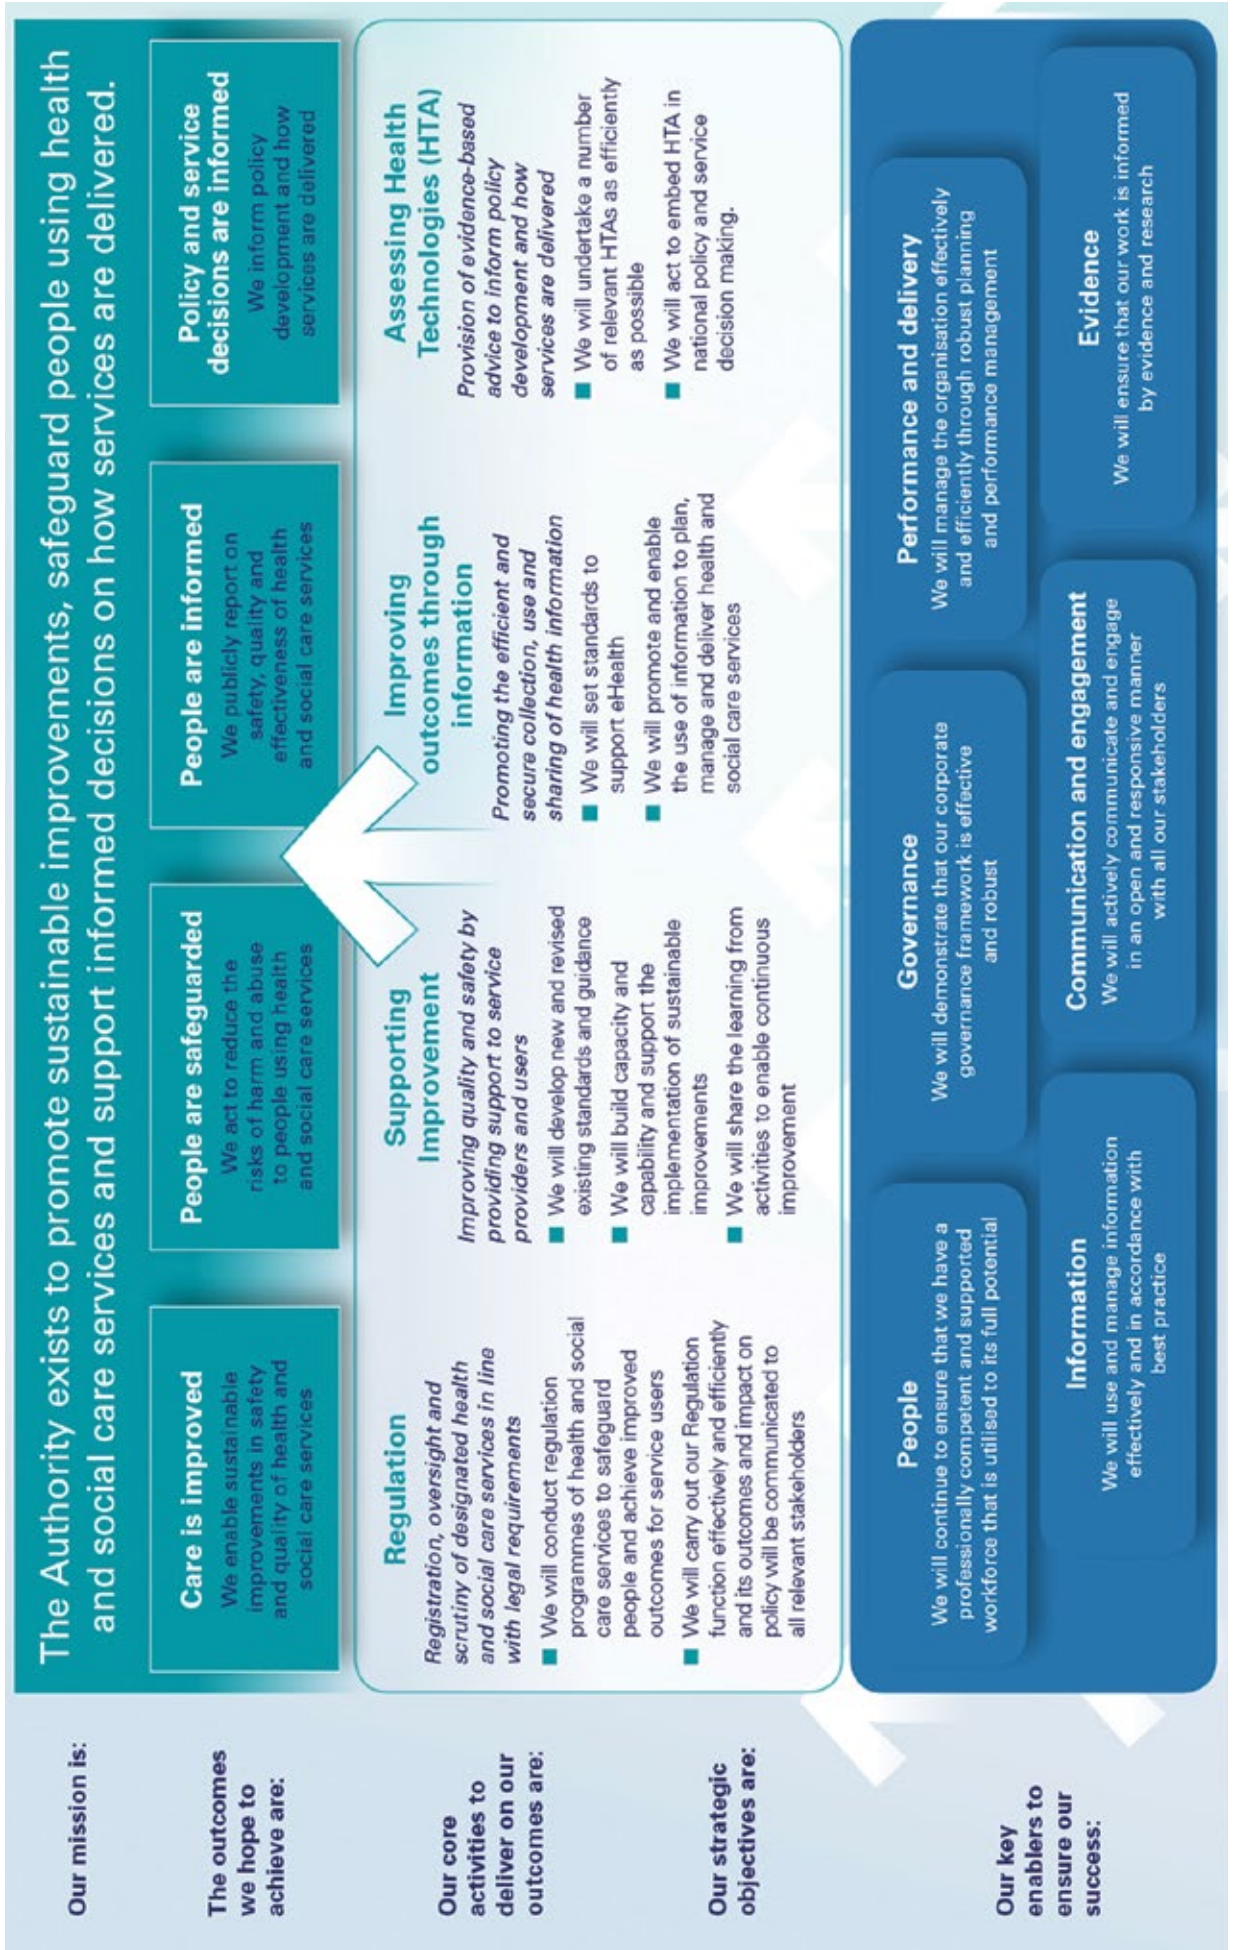 Our mission is:
The Authority exists to promote sustainable improvements, safeguard people using health
and social care services and support informed decisions on how services are delivered.
The outcomes
we hope to
achieve are:
Care is improved
We enable sustainable
improvements in safety
and quality of health and
social care services
People are safeguarded
We act to reduce the
risks of harm and abuse
to people using health
and social care services
People are informed
We publicly report on
safety, quality and
effectiveness of health
and social care services
Policy and service
decisions are informed
We inform policy
development and how
services are delivered
Our core
activities to
deliver on our
outcomes are:
Our strategic
objectives are:
Regulation
Registration, oversight and
scrutiny of designated health
and social care services in line
with legal requirements
We will conduct regulation
programmes of health and social
care services to safeguard
people and achieve improved
outcomes for service users
We will carry out our Regulation
function effectively and efficiently
and its outcomes and impact on
policy will be communicated to
all relevant stakeholders
Supporting
Improvement
Improving quality and safety by
providing support to service
providers and users
We will develop new and revised
existing standards and guidance
We will build capacity and
capability and support the
implementation of sustainable
improvements
We will share the learning from
activities to enable continuous
improvement
Improving
outcomes through
information
Promoting the efficient and
secure collection, use and
sharing of health information
We will set standards to
support eHealth
We will promote and enable
the use of information to plan,
manage and deliver health and
social care services
Assessing Health
Technologies (HTA)
Provision of evidence-based
advice to inform policy
development and how
services are delivered
We will undertake a number
of relevant HTAs as efficiently
as possible
We will act to embed HTA in
national policy and service
decision making.
Our key
enablers to
ensure our
success:
People
We will continue to ensure that we have a
professionally competent and supported
workforce that is utilised to its full potential
Governance
We will demonstrate that our corporate
governance framework is effective
and robust
Performance and delivery
We will manage the organisation effectively
and efficiently through robust planning
and performance management
Information
We will use and manage information
effectively and in accordance with
best practice
Communication and engagement
We will actively communicate and engage
in an open and responsive manner
with all our stakeholders
Evidence
We will ensure that our work is informed
by evidence and research